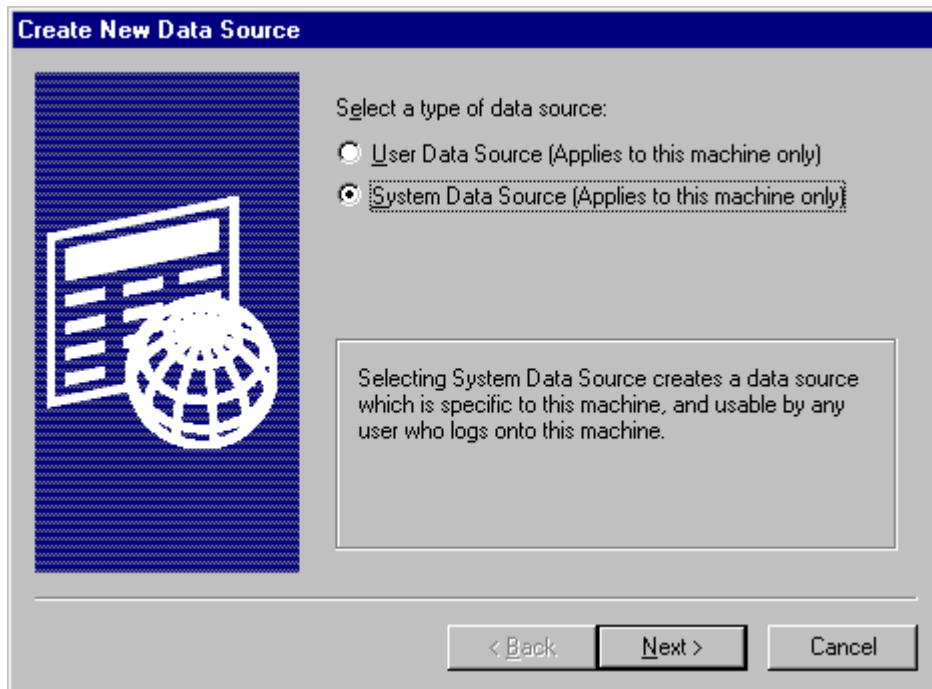 Create New Data Source
Select a type of data source:
User Data Source (Applies to this machine only)
System Data Source (Applies to this machine only)
Selecting System Data Source creates a data source
which is specific to this machine, and usable by any
user who logs onto this machine.
< Back
Next >
Cancel